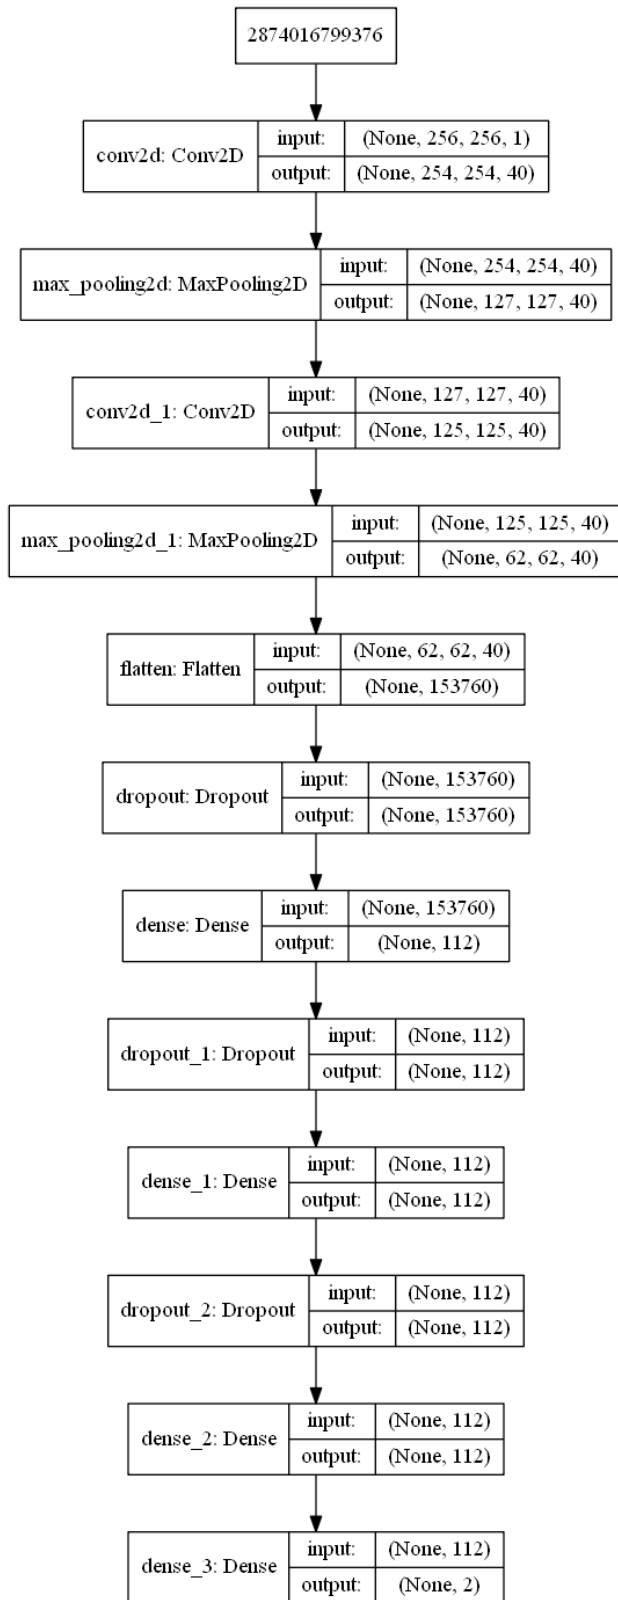 2874016799376
conv2d: Conv2D
input: (None, 256, 256, 1)
output: (None, 254, 254, 40)
max_pooling2d: MaxPooling2D
input: (None, 254, 254, 40)
output: (None, 127, 127, 40)
conv2d_1: Conv2D
input: (None, 127, 127, 40)
output: (None, 125, 125, 40)
max_pooling2d_1: MaxPooling2D
input: (None, 125, 125, 40)
output: (None, 62, 62, 40)
flatten: Flatten
input: (None, 62, 62, 40)
output: (None, 153760)
dropout: Dropout
input: (None, 153760)
output: (None, 153760)
dense: Dense
input: (None, 153760)
output: (None, 112)
dropout_1: Dropout
input: (None, 112)
output: (None, 112)
dense_1: Dense
input: (None, 112)
output: (None, 112)
dropout_2: Dropout
input: (None, 112)
output: (None, 112)
dense_2: Dense
input: (None, 112)
output: (None, 112)
dense_3: Dense
input: (None, 112)
output: (None, 2)